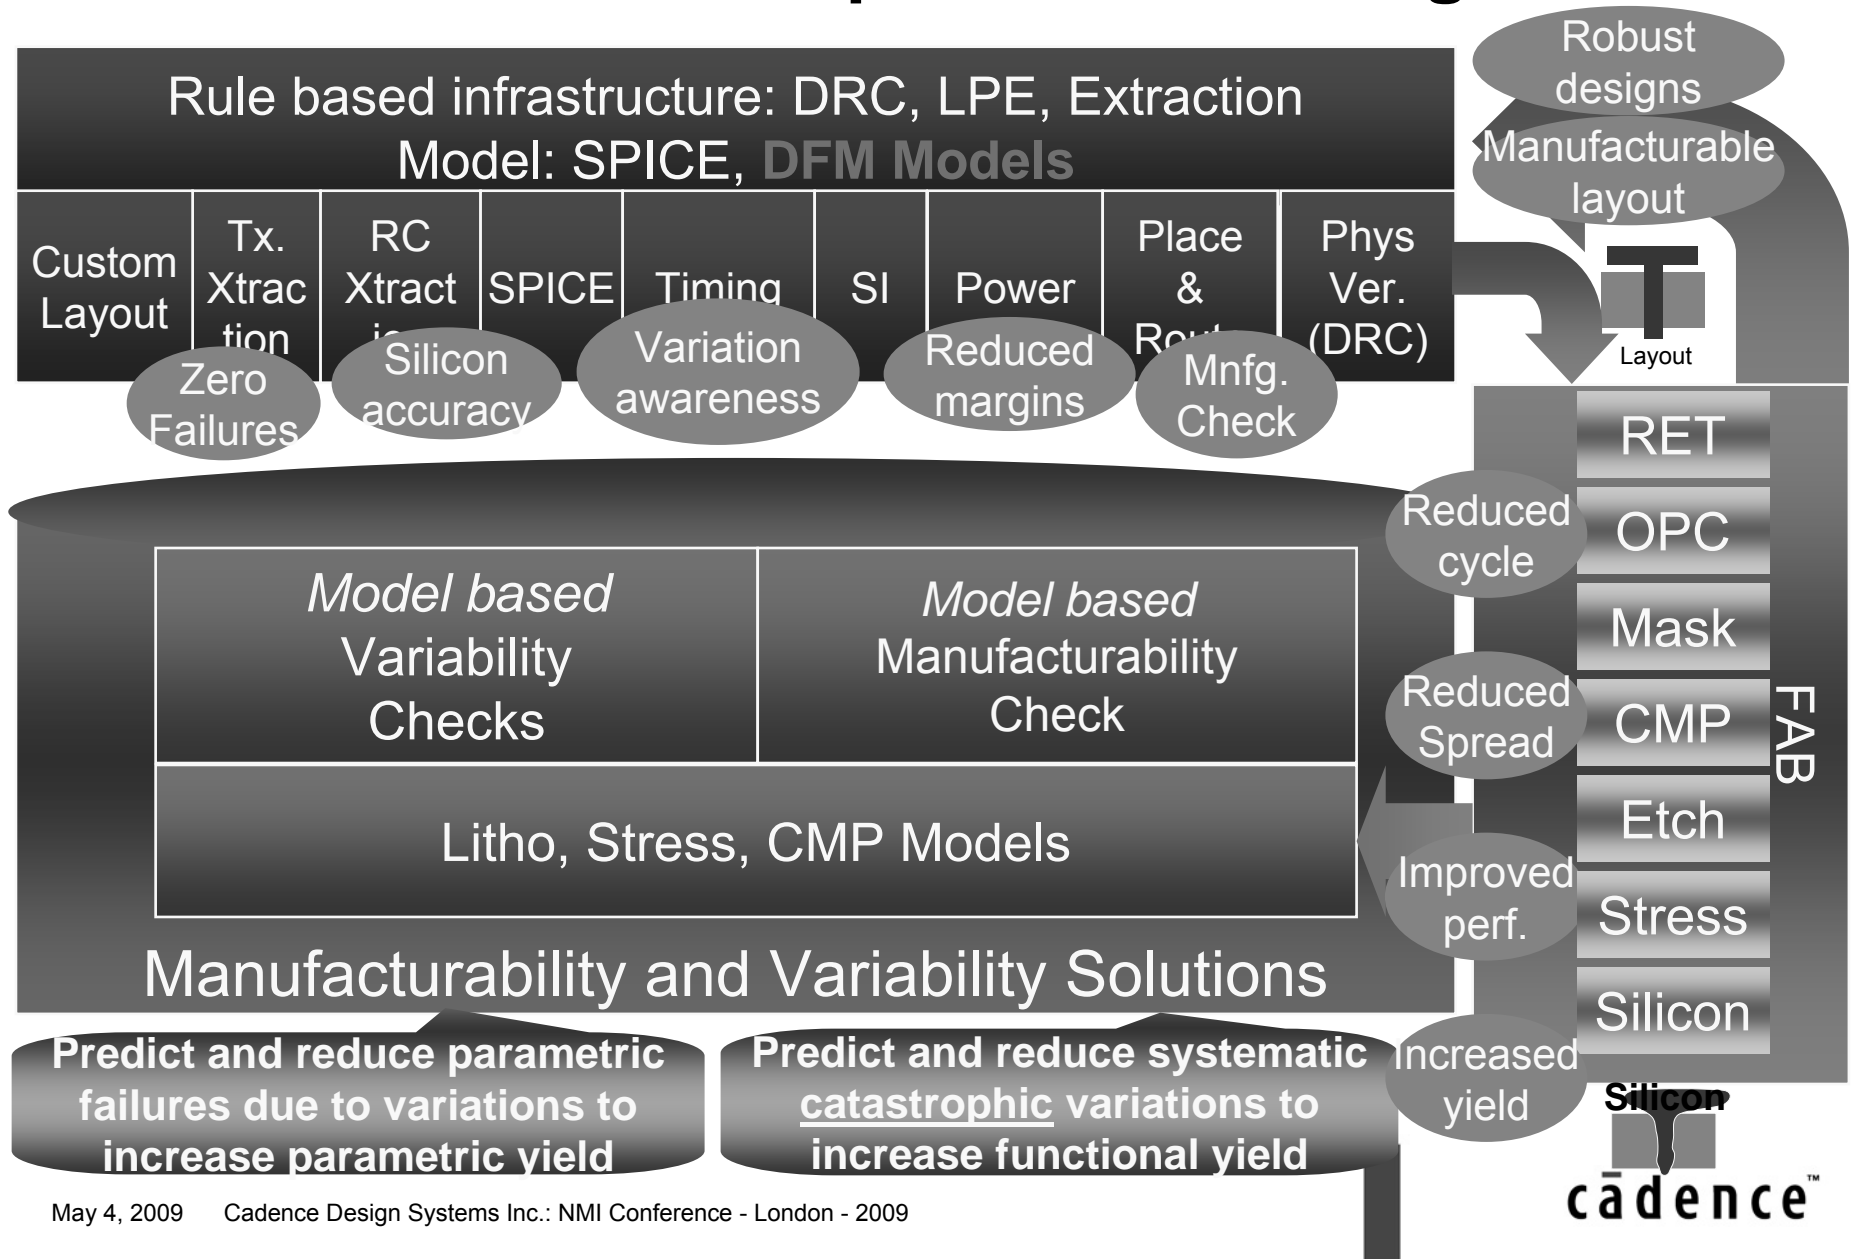 Rule based infrastructure: DRC, LPE, Extraction
Model: SPICE, DFM Models
Robust
designs
Manufacturable
layout
Custom
Layout
Tx.
Xtrac
tion
RC
Xtract
SPICE
Timing
SI
Power
Place
&
Phys
Ver.
(DRC)
Layout
Zero
Failures
Silicon
accuracy
Variation
awareness
Reduced
margins
Mnfg.
Check
Model based
Variability
Checks
Model based
Manufacturability
Check
Litho, Stress, CMP Models
Manufacturability and Variability Solutions
Reduced
cycle
Reduced
Spread
Improved
perf.
Increased
yield
RET
OPC
Mask
CMP
Etch
Stress
Silicon
FAB
Silicon
Predict and reduce parametric
failures due to variations to
increase parametric yield
Predict and reduce systematic
catastrophic variations to
increase functional yield
May 4, 2009 Cadence Design Systems Inc.: NMI Conference - London - 2009
cādence™